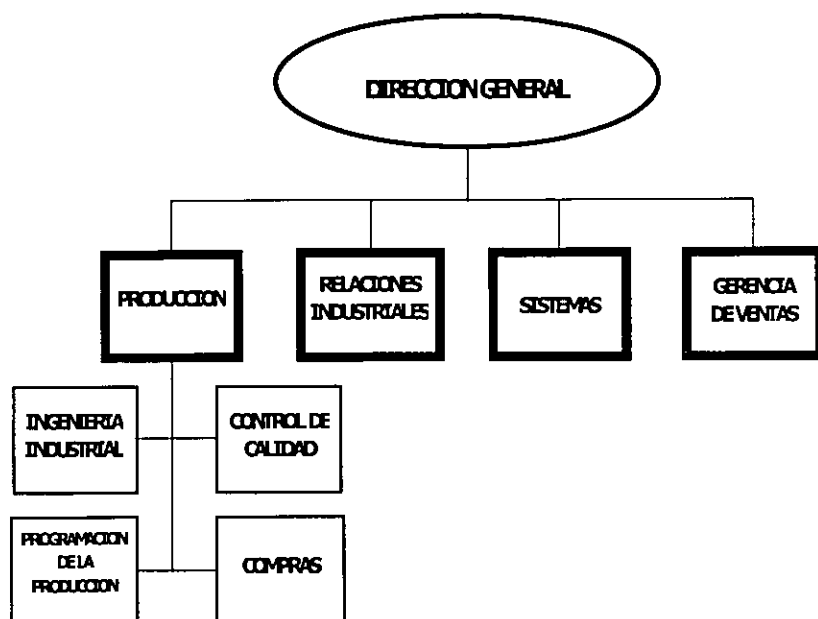 DIRECCION GENERAL
PRODUCCION
RELACIONES
INDUSTRIALES
SISTEMAS
GERENCIA
DE VENTAS
INGENIERIA
INDUSTRIAL
CONTROL DE
CALIDAD
PROGRAMACION
DE LA
PRODUCCION
COMPRAS